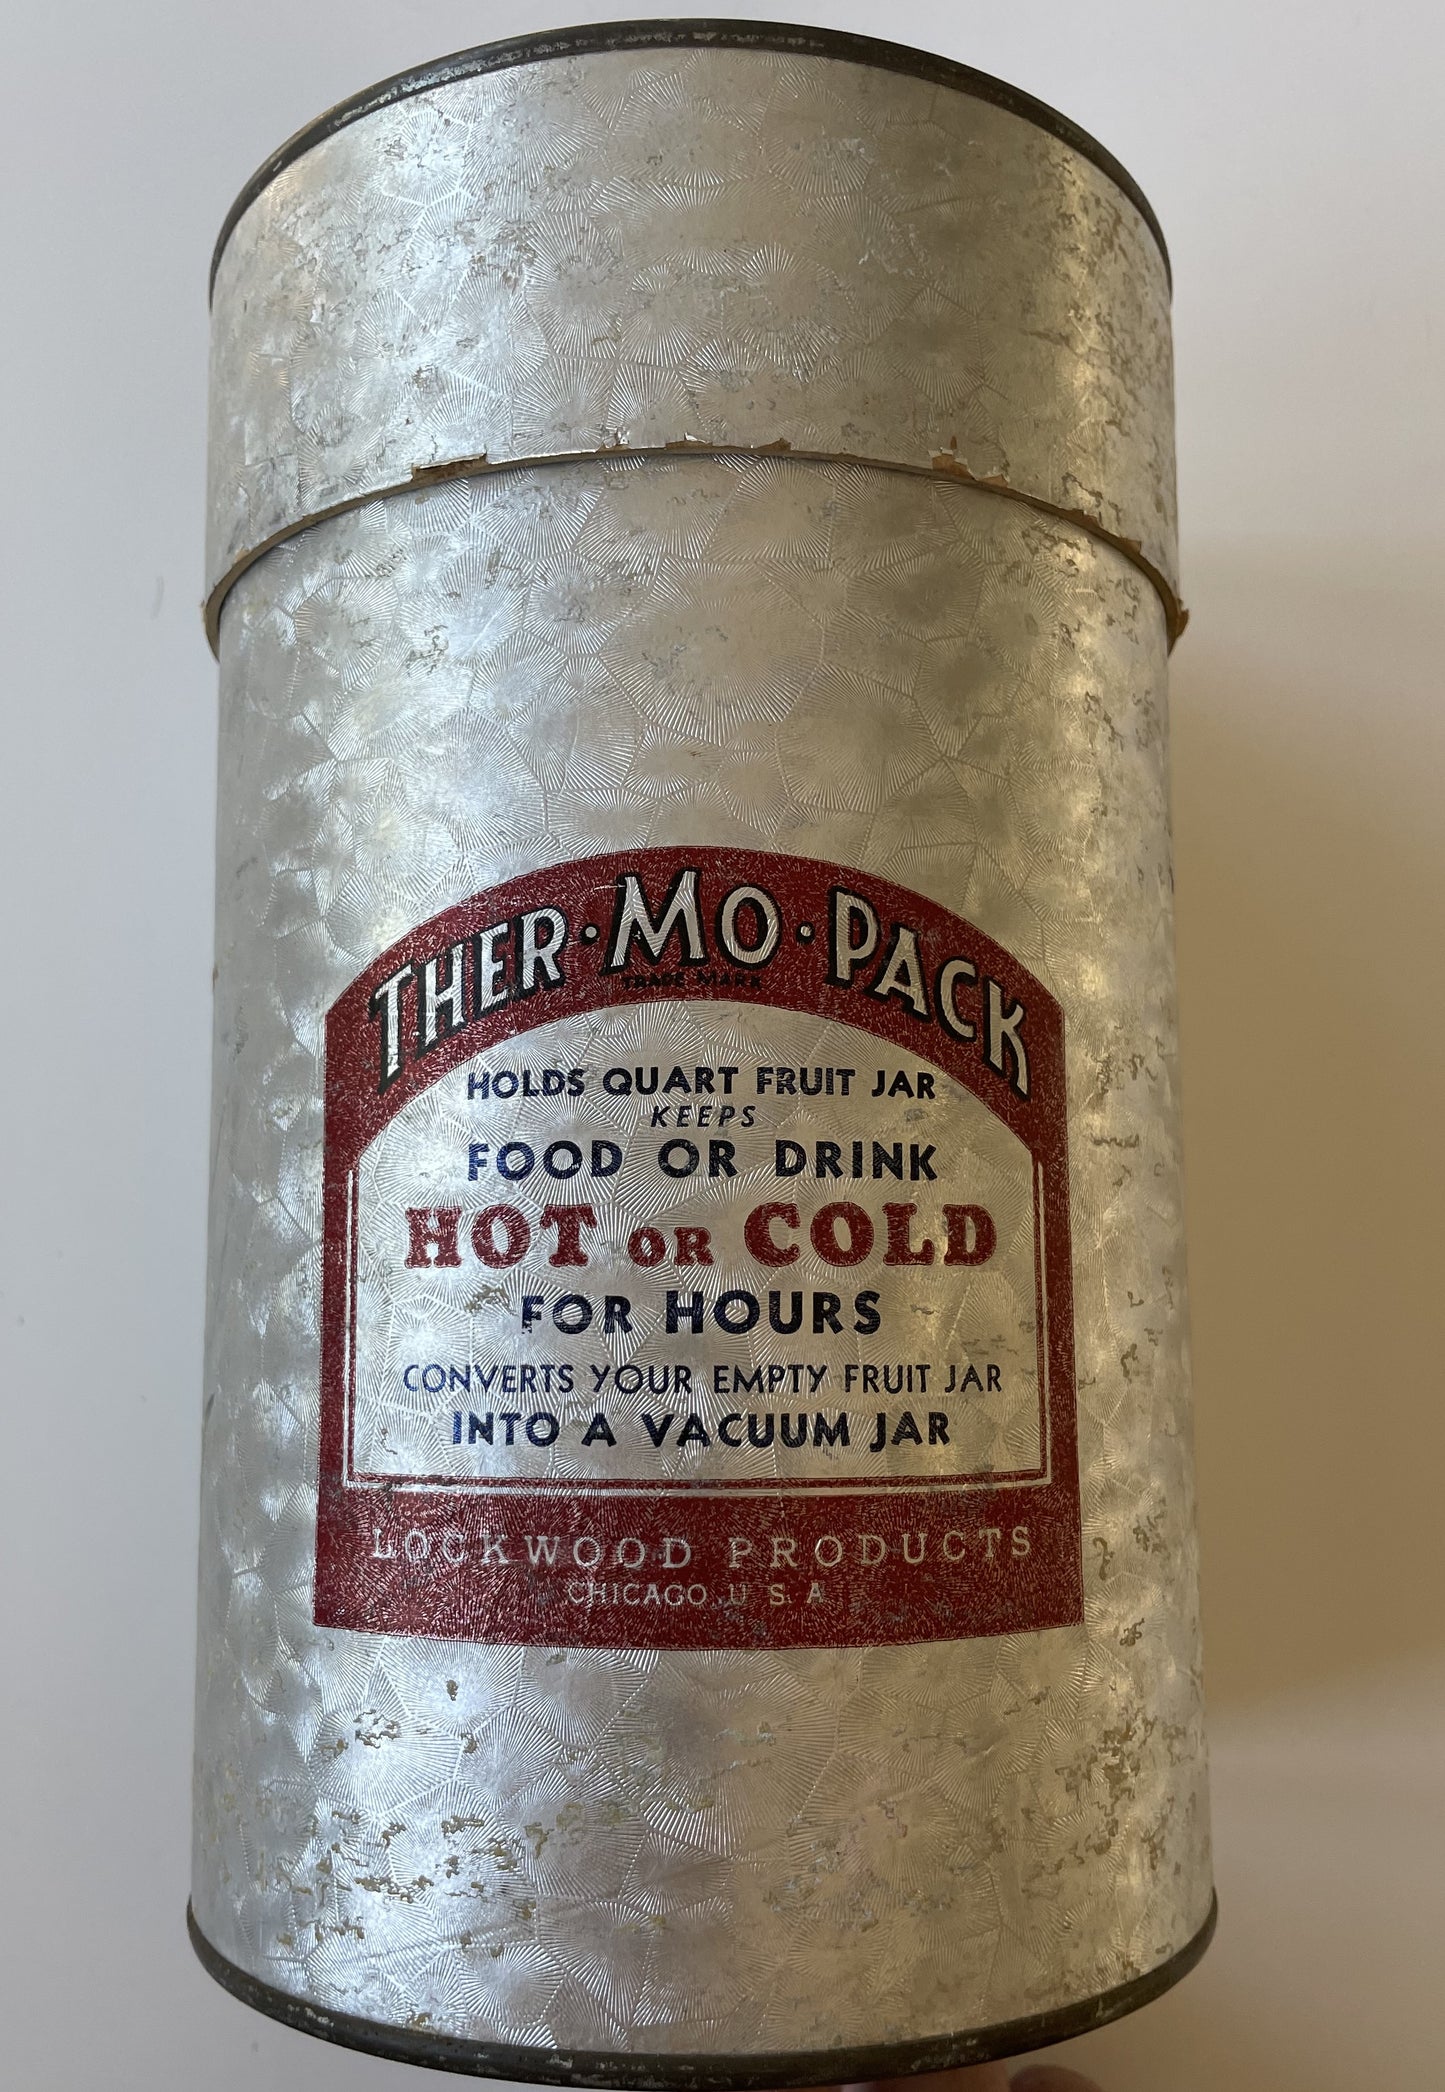 THER·MO·PACK
TRADE MARK
HOLDS QUART FRUIT JAR
KEEPS
FOOD OR DRINK
HOT OR COLD
FOR HOURS
CONVERTS YOUR EMPTY FRUIT JAR
INTO A VACUUM JAR
LOCKWOOD PRODUCTS
CHICAGO, U. S. A